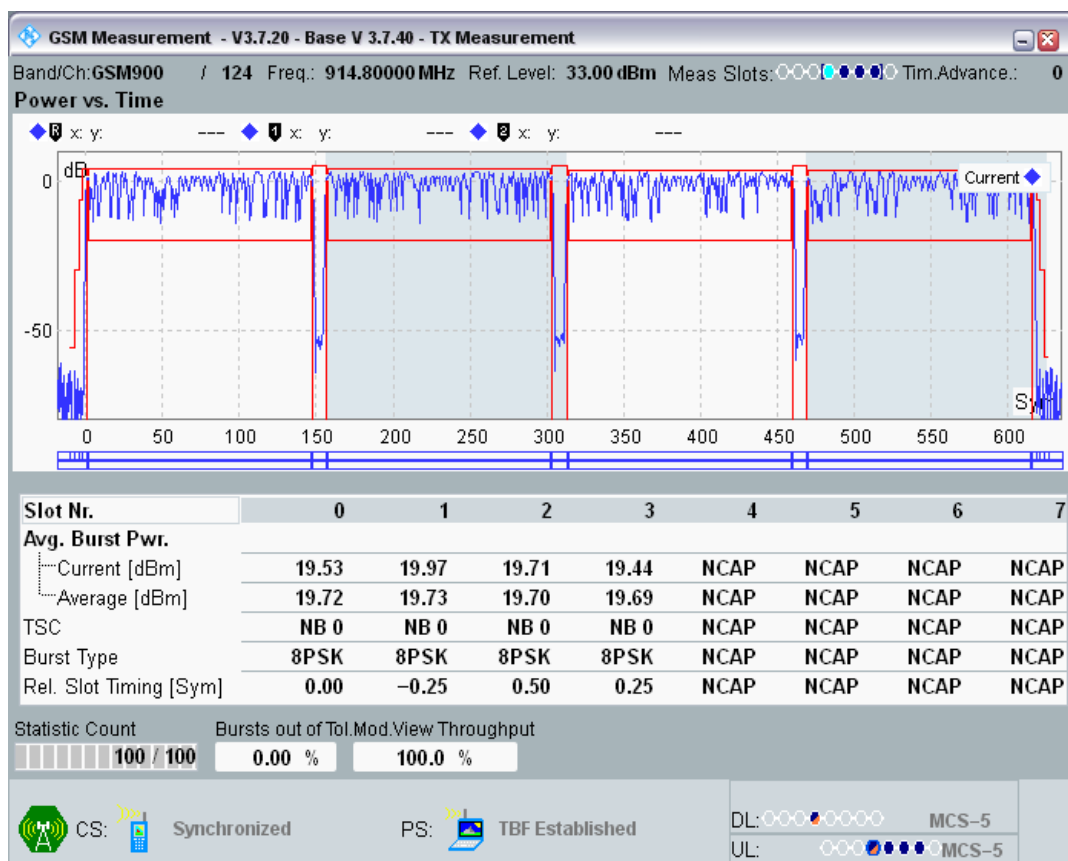 GSM Measurement - V3.7.20 - Base V 3.7.40 - TX Measurement
Band/Ch:GSM900 / 124 Freq.: 914.80000 MHz Ref. Level: 33.00 dBm Meas Slots: Tim.Advance.: 0
Power vs. Time
R x: y: --- 1 x: y: --- 2 x: y: ---
dB
Current
0
-50
Sym
0 50 100 150 200 250 300 350 400 450 500 550 600
Slot Nr. 0 1 2 3 4 5 6 7
Avg. Burst Pwr.
Current [dBm] 19.53 19.97 19.71 19.44 NCAP NCAP NCAP NCAP
Average [dBm] 19.72 19.73 19.70 19.69 NCAP NCAP NCAP NCAP
TSC NB 0 NB 0 NB 0 NB 0 NCAP NCAP NCAP NCAP
Burst Type 8PSK 8PSK 8PSK 8PSK NCAP NCAP NCAP NCAP
Rel. Slot Timing [Sym] 0.00 −0.25 0.50 0.25 NCAP NCAP NCAP NCAP
Statistic Count Bursts out of Tol.Mod.View Throughput
100 / 100 0.00 % 100.0 %
CS: Synchronized PS: TBF Established
DL: MCS−5
UL: MCS−5